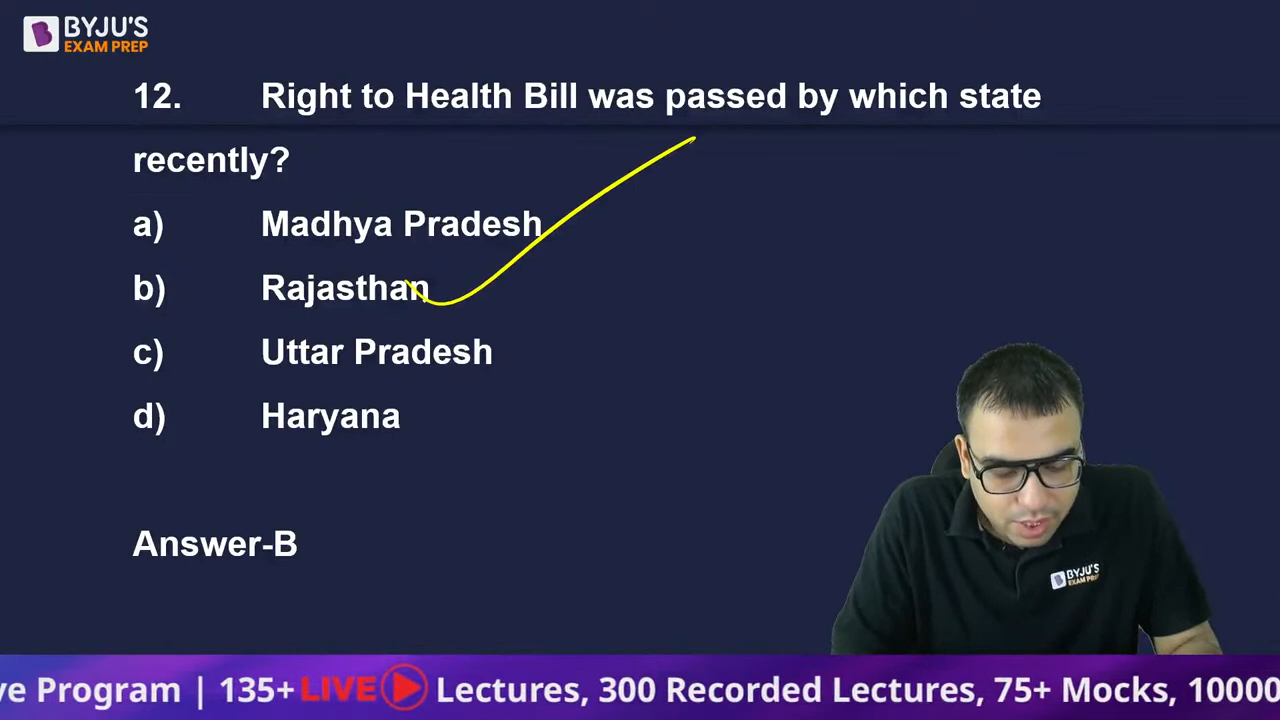 BYJU'S
EXAM PREP
12. Right to Health Bill was passed by which state
recently?
a) Madhya Pradesh
b) Rajasthan
c) Uttar Pradesh
d) Haryana
Answer-B
BYJU'S
EXAM PREP
ve Program | 135+ LIVE Lectures, 300 Recorded Lectures, 75+ Mocks, 10000